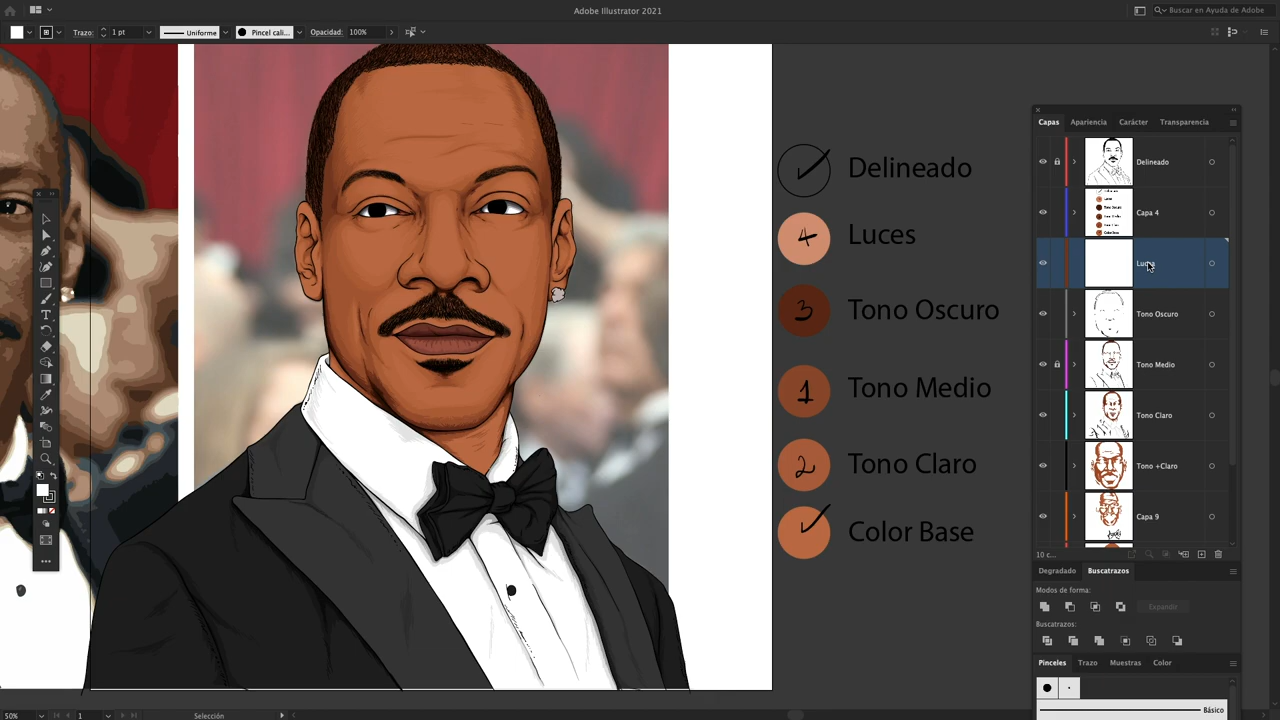 Adobe Illustrator 2021
Buscar en Ayuda de Adobe
Trazo: 1 pt Uniforme Pincel cali... Opacidad: 100%
Capas Apariencia Carácter Transparencia
Delineado
Delineado
4 Luces
3 Tono Oscuro
1 Tono Medio
2 Tono Claro
Color Base
Capa 4
Tono Oscuro
Tono Medio
Tono Claro
Tono +Claro
Capa 9
10 c...
Degradado Buscatrazos
Modos de forma:
Expandir
Buscatrazos:
Pinceles Trazo Muestras Color
Básico
50% 1 Selección